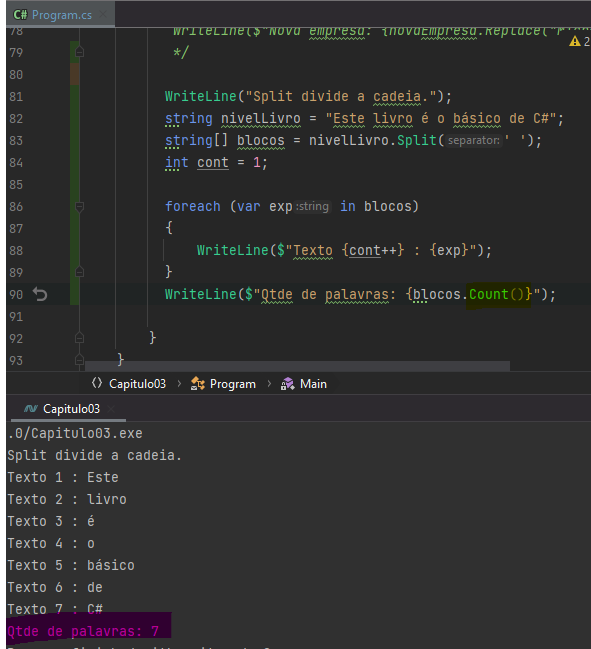 C# Program.cs
78 WriteLine($"Nova empresa: {novaEmpresa.Replace("
79 */
80
81 WriteLine("Split divide a cadeia.");
82 string nivelLivro = "Este livro é o básico de C#";
83 string[] blocos = nivelLivro.Split(separator: ' ');
84 int cont = 1;
85
86 foreach (var exp:string in blocos)
87 {
88 WriteLine($"Texto {cont++} : {exp}");
89 }
90 WriteLine($"Qtde de palavras: {blocos.Count()}");
91
92 }
93 }
2
Capitulo03 > Program > Main
Capitulo03
.0/Capitulo03.exe
Split divide a cadeia.
Texto 1 : Este
Texto 2 : livro
Texto 3 : é
Texto 4 : o
Texto 5 : básico
Texto 6 : de
Texto 7 : C#
Qtde de palavras: 7